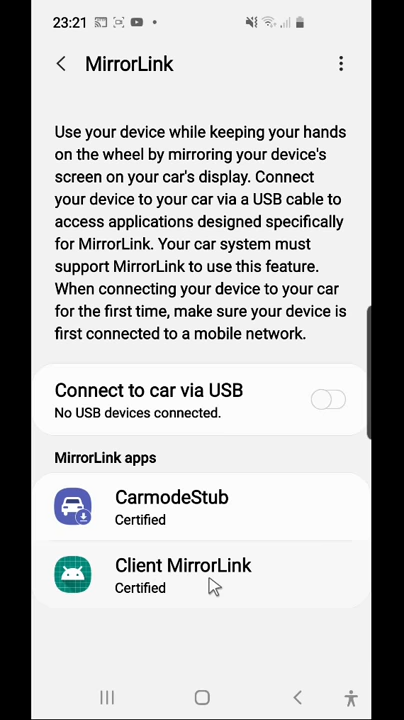 23:21
MirrorLink
Use your device while keeping your hands
on the wheel by mirroring your device's
screen on your car's display. Connect
your device to your car via a USB cable to
access applications designed specifically
for MirrorLink. Your car system must
support MirrorLink to use this feature.
When connecting your device to your car
for the first time, make sure your device is
first connected to a mobile network.
Connect to car via USB
No USB devices connected.
MirrorLink apps
CarmodeStub
Certified
Client MirrorLink
Certified